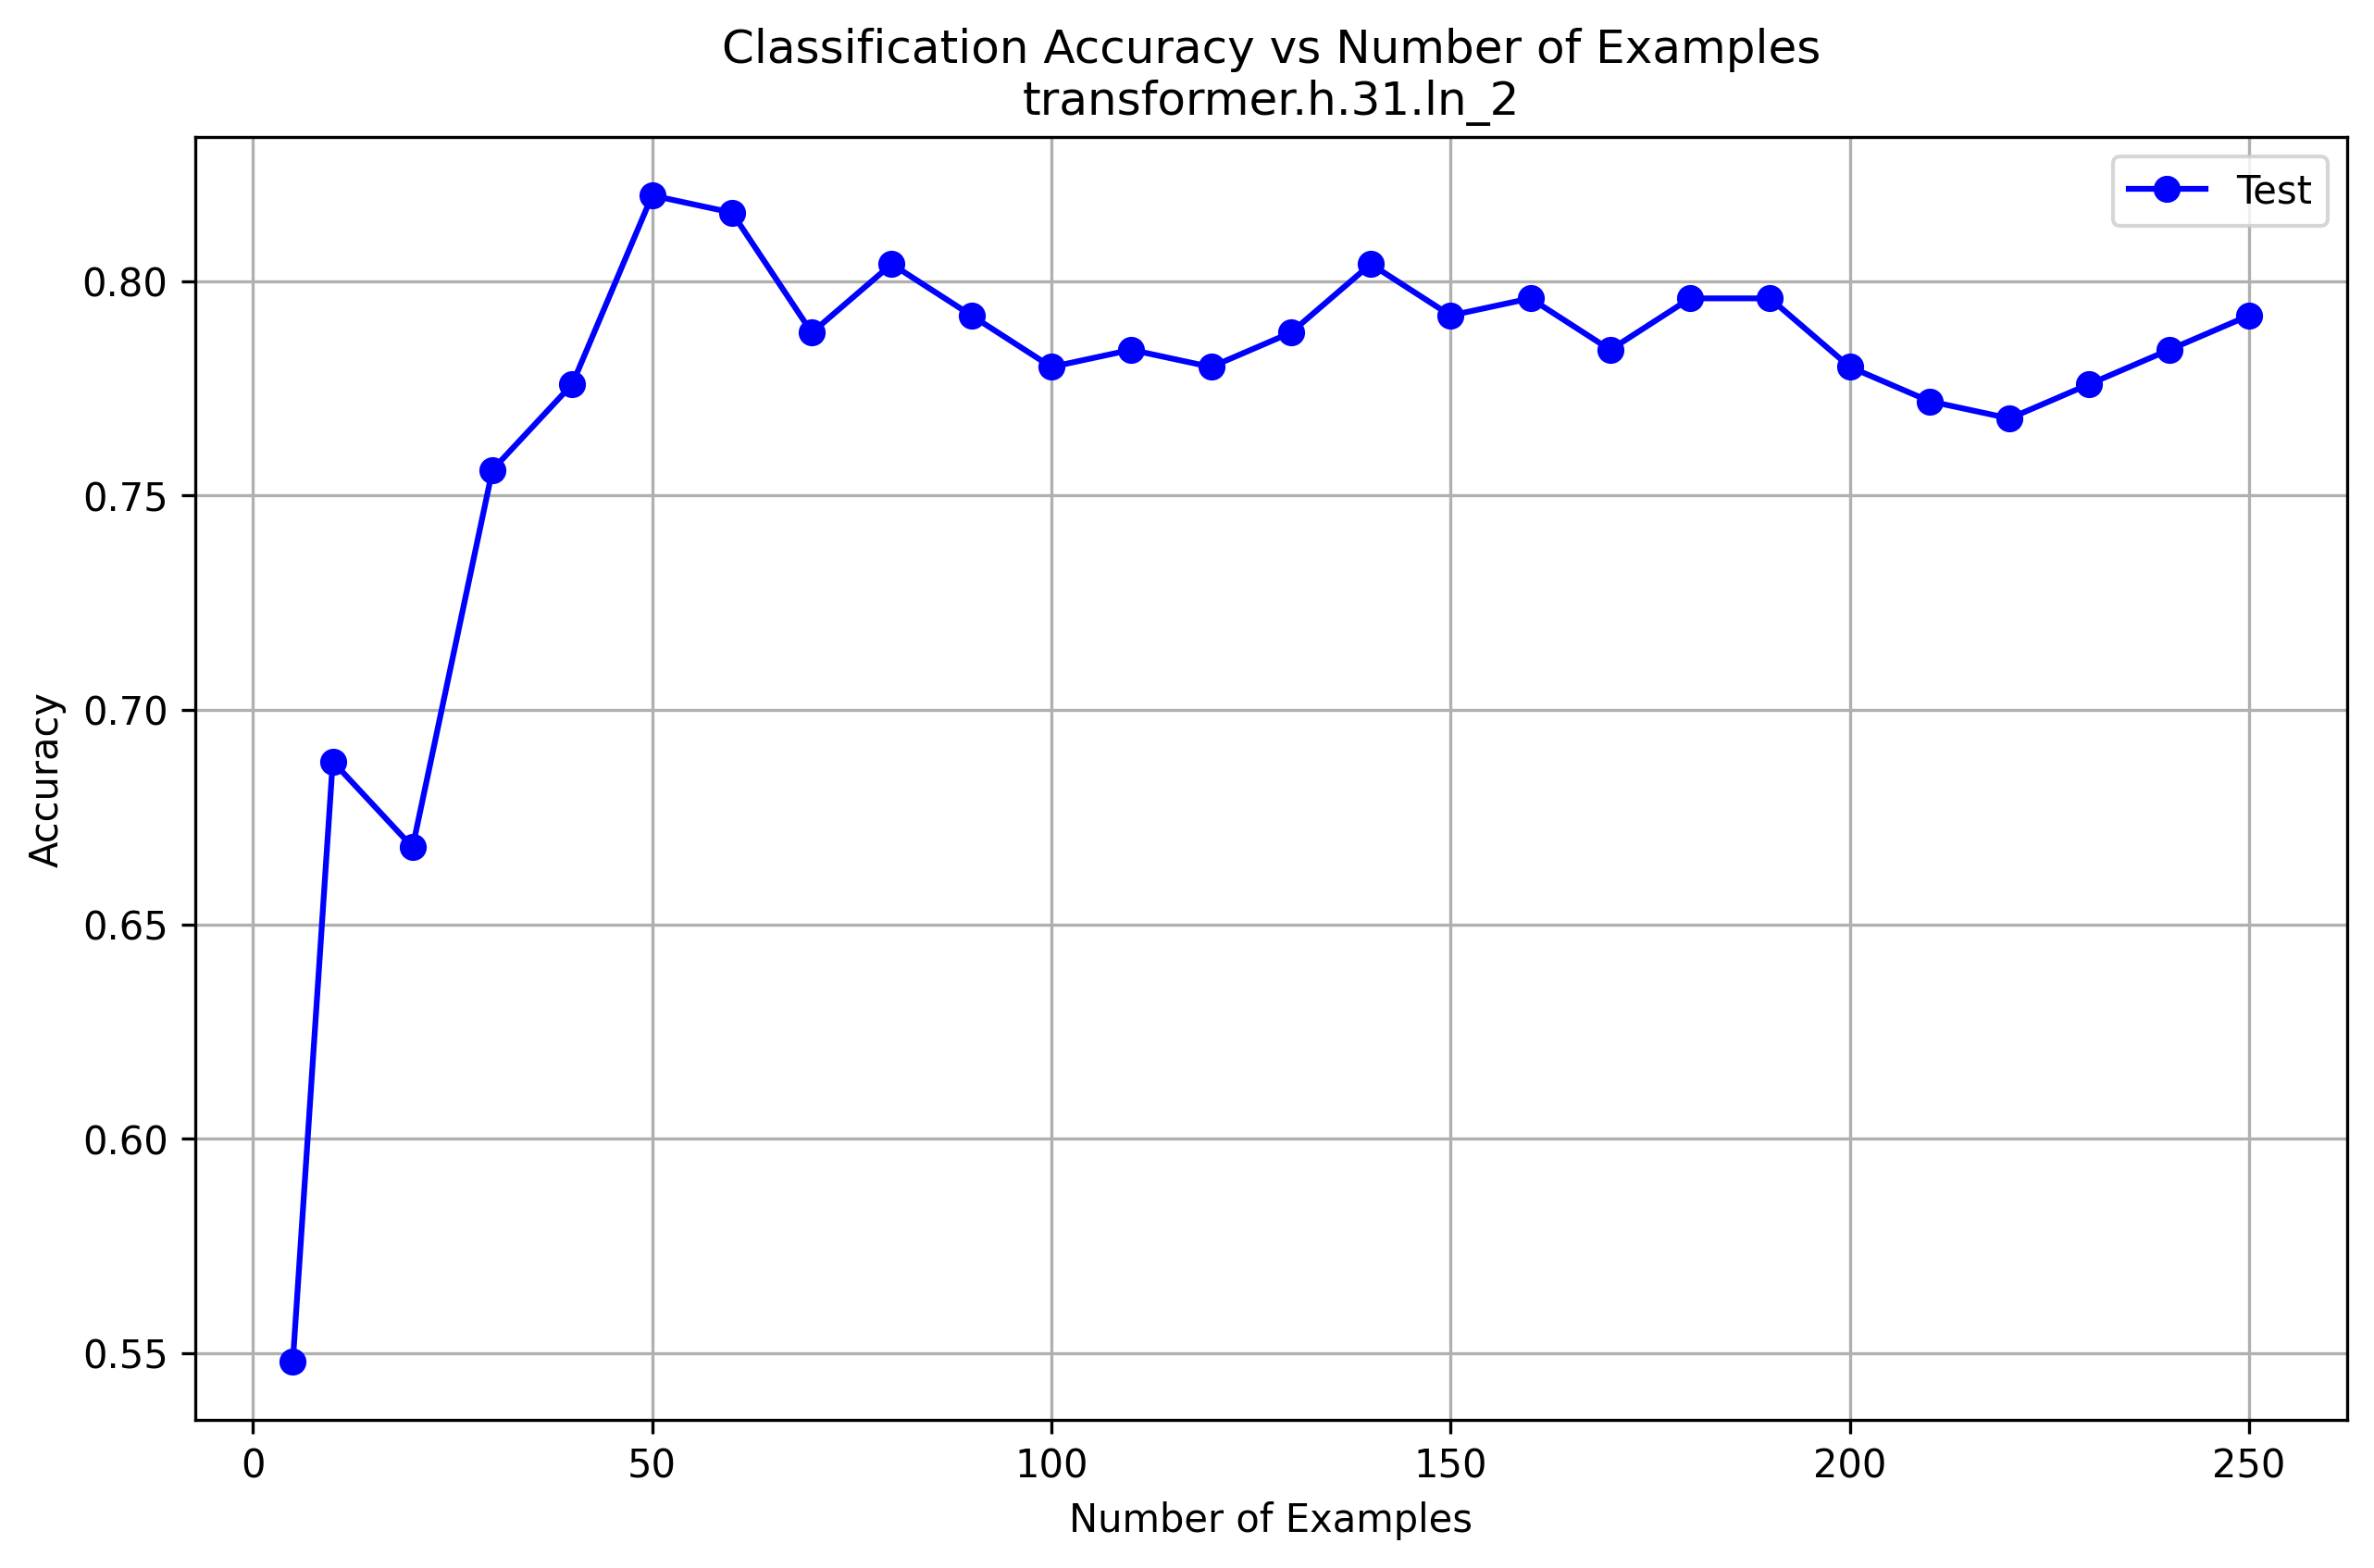 Classification Accuracy vs Number of Examples
transformer.h.31.ln_2
Test
Accuracy
0.80
0.75
0.70
0.65
0.60
0.55
0 50 100 150 200 250
Number of Examples